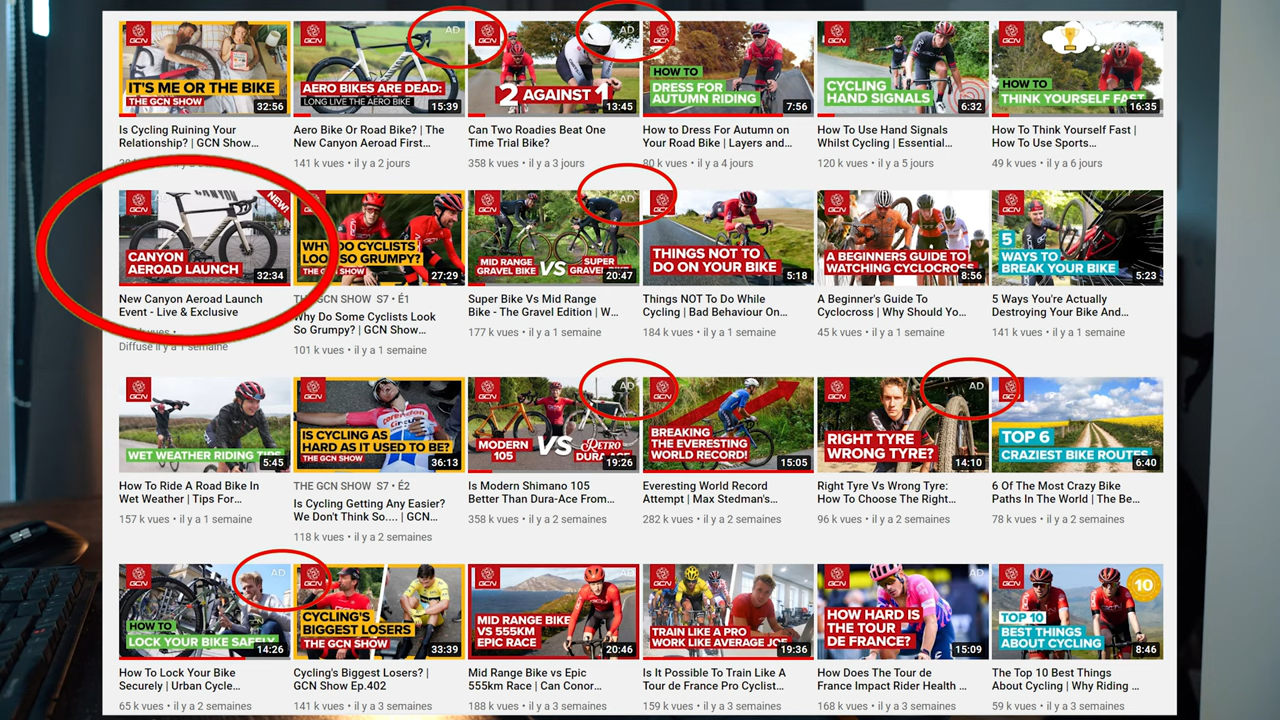 GCN
IT'S ME OR THE BIKE
THE GCN SHOW
32:56
Is Cycling Ruining Your
Relationship? | GCN Show...
AD
AERO BIKES ARE DEAD:
LONG LIVE THE AERO BIKE
15:39
Aero Bike Or Road Bike? | The
New Canyon Aeroad First...
141 k vues • il y a 2 jours
GCN
AD
2 AGAINST 1
13:45
Can Two Roadies Beat One
Time Trial Bike?
358 k vues • il y a 3 jours
GCN
HOW TO
DRESS FOR
AUTUMN RIDING
7:56
How to Dress For Autumn on
Your Road Bike | Layers and...
80 k vues • il y a 4 jours
GCN
CYCLING
HAND SIGNALS
6:32
How To Use Hand Signals
Whilst Cycling | Essential...
120 k vues • il y a 5 jours
GCN
HOW TO
THINK YOURSELF FAST
16:35
How To Think Yourself Fast |
How To Use Sports...
49 k vues • il y a 6 jours
NEW!
CANYON
AEROAD LAUNCH
32:34
New Canyon Aeroad Launch
Event - Live & Exclusive
vues •
Diffusé il y a 1 semaine
GCN
WHY DO CYCLISTS
LOOK SO GRUMPY?
THE GCN SHOW
27:29
THE GCN SHOW S7 • É1
Why Do Some Cyclists Look
So Grumpy? | GCN Show...
101 k vues • il y a 1 semaine
GCN
AD
MID RANGE
GRAVEL BIKE
VS
SUPER
GRAVEL
20:47
Super Bike Vs Mid Range
Bike - The Gravel Edition | W...
177 k vues • il y a 1 semaine
GCN
THINGS NOT TO
DO ON YOUR BIKE
5:18
Things NOT To Do While
Cycling | Bad Behaviour On...
184 k vues • il y a 1 semaine
GCN
A BEGINNERS GUIDE TO
WATCHING CYCLOCROSS
8:56
A Beginner's Guide To
Cyclocross | Why Should Yo...
45 k vues • il y a 1 semaine
GCN
5
WAYS TO
BREAK YOUR BIKE
5:23
5 Ways You're Actually
Destroying Your Bike And...
141 k vues • il y a 1 semaine
GCN
WET WEATHER RIDING TIPS
5:45
How To Ride A Road Bike In
Wet Weather | Tips For...
157 k vues • il y a 1 semaine
GCN
IS CYCLING AS
HARD AS IT USED TO BE?
THE GCN SHOW
36:13
THE GCN SHOW S7 • É2
Is Cycling Getting Any Easier?
We Don't Think So.... | GCN...
118 k vues • il y a 2 semaines
GCN
AD
MODERN
105
VS
RETRO
DURA-ACE
19:26
Is Modern Shimano 105
Better Than Dura-Ace From...
358 k vues • il y a 2 semaines
GCN
BREAKING
THE EVERESTING
WORLD RECORD!
15:05
Everesting World Record
Attempt | Max Stedman's...
282 k vues • il y a 2 semaines
GCN
AD
RIGHT TYRE
WRONG TYRE?
14:10
Right Tyre Vs Wrong Tyre:
How To Choose The Right...
96 k vues • il y a 2 semaines
GCN
TOP 6
CRAZIEST BIKE ROUTES
6:40
6 Of The Most Crazy Bike
Paths In The World | The Be...
78 k vues • il y a 2 semaines
GCN
AD
HOW TO
LOCK YOUR BIKE SAFELY
14:26
How To Lock Your Bike
Securely | Urban Cycle...
65 k vues • il y a 2 semaines
GCN
CYCLING'S
BIGGEST LOSERS
THE GCN SHOW
33:39
Cycling's Biggest Losers? |
GCN Show Ep.402
141 k vues • il y a 3 semaines
GCN
AD
MID RANGE BIKE
VS 555KM
EPIC RACE
20:46
Mid Range Bike vs Epic
555km Race | Can Conor...
188 k vues • il y a 3 semaines
GCN
TRAIN LIKE A PRO
WORK LIKE AVERAGE JOE
19:36
Is It Possible To Train Like A
Tour de France Pro Cyclist...
159 k vues • il y a 3 semaines
GCN
HOW HARD IS
THE TOUR
DE FRANCE?
15:09
How Does The Tour de
France Impact Rider Health ...
168 k vues • il y a 3 semaines
GCN
10
TOP 10
BEST THINGS
ABOUT CYCLING
8:46
The Top 10 Best Things
About Cycling | Why Riding ...
59 k vues • il y a 3 semaines